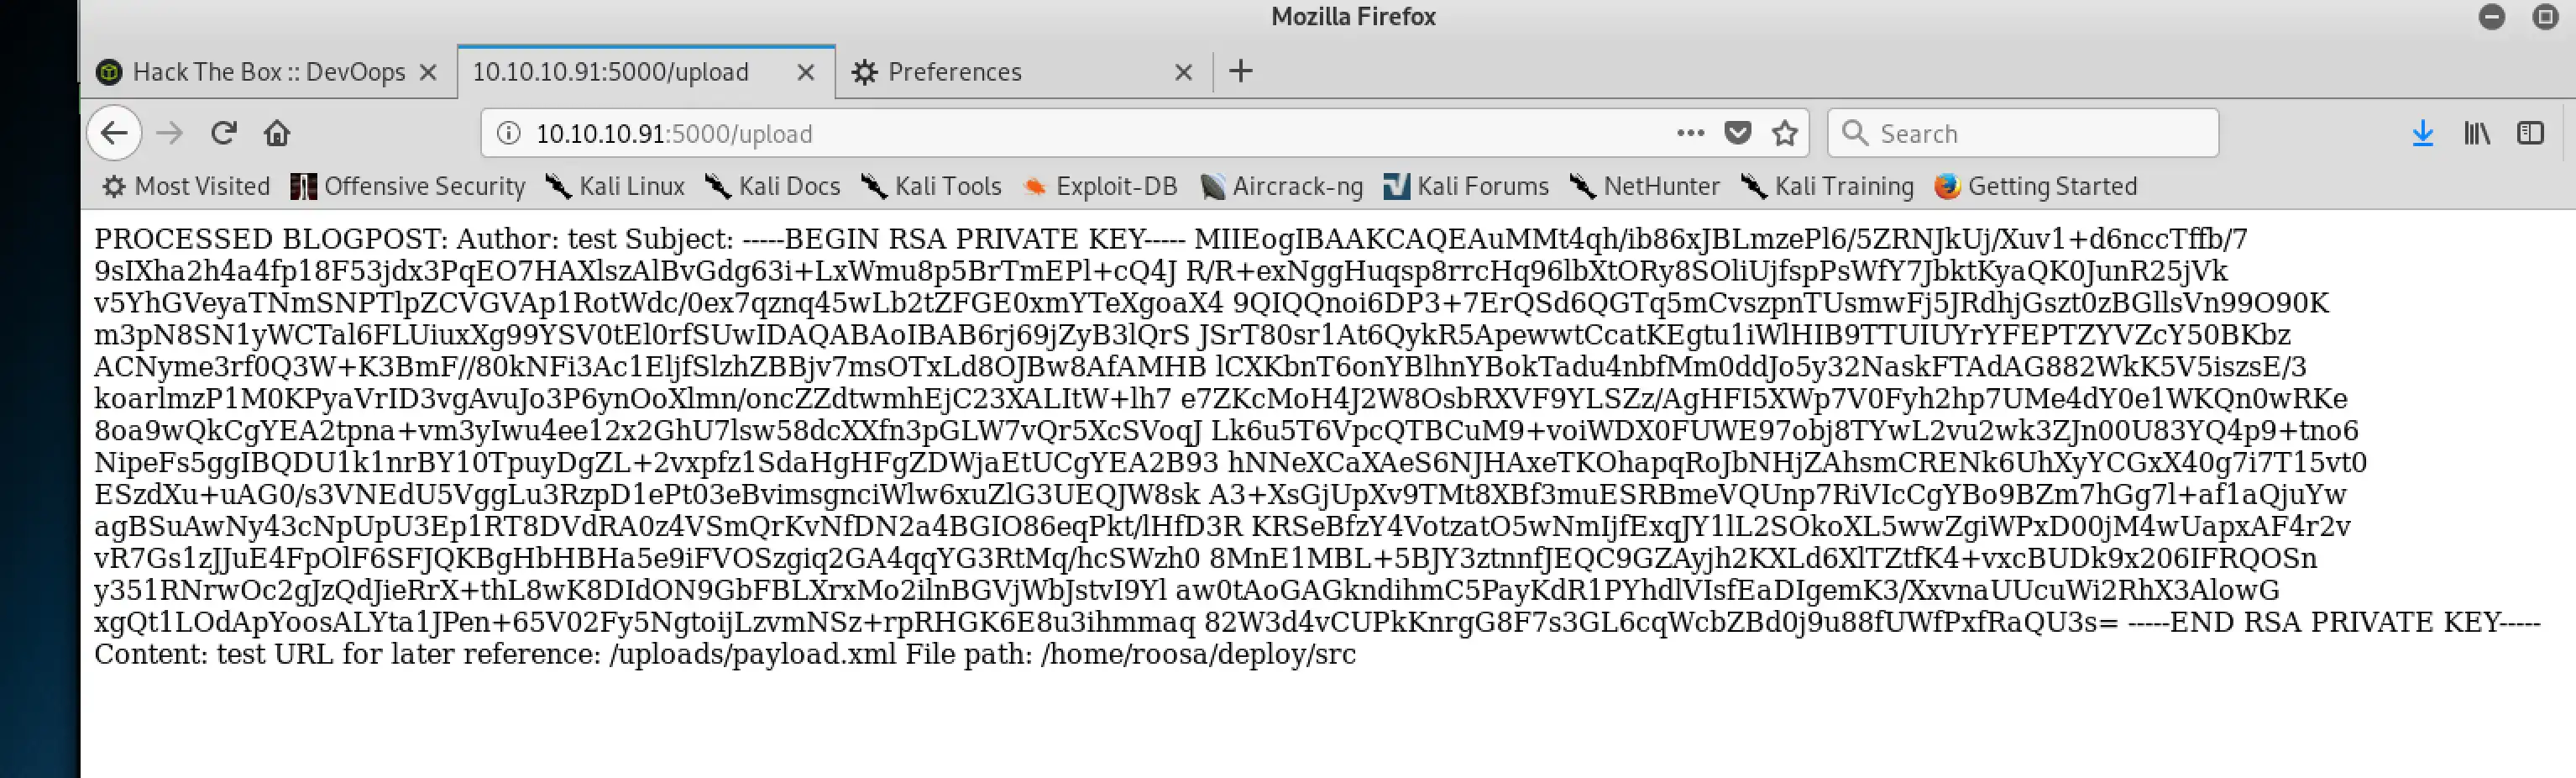 Mozilla Firefox
Hack The Box :: DevOops
10.10.10.91:5000/upload
Preferences
10.10.10.91:5000/upload
Search
Most Visited
Offensive Security
Kali Linux
Kali Docs
Kali Tools
Exploit-DB
Aircrack-ng
Kali Forums
NetHunter
Kali Training
Getting Started
PROCESSED BLOGPOST: Author: test Subject: -----BEGIN RSA PRIVATE KEY----- MIIEogIBAAKCAQEAuMMt4qh/ib86xJBLmzePl6/5ZRNJkUj/Xuv1+d6nccTffb/7
9sIXha2h4a4fp18F53jdx3PqEO7HAXlszAlBvGdg63i+LxWmu8p5BrTmEPl+cQ4J R/R+exNggHuqsp8rrcHq96lbXtORy8SOliUjfspPsWfY7JbktKyaQK0JunR25jVk
v5YhGVeyaTNmSNPTlpZCVGVAp1RotWdc/0ex7qznq45wLb2tZFGE0xmYTeXgoaX4 9QIQQnoi6DP3+7ErQSd6QGTq5mCvszpnTUsmwFj5JRdhjGszt0zBGllsVn99O90K
m3pN8SN1yWCTal6FLUiuxXg99YSV0tEl0rfSUwIDAQABAoIBAB6rj69jZyB3lQrS JSrT80sr1At6QykR5ApewwtCcatKEgtu1iWlHIB9TTUIUYrYFEPTZYVZcY50BKbz
ACNyme3rf0Q3W+K3BmF//80kNFi3Ac1EljfSlzhZBBjv7msOTxLd8OJBw8AfAMHB lCXKbnT6onYBlhnYBokTadu4nbfMm0ddJo5y32NaskFTAdAG882WkK5V5iszsE/3
koarlmzP1M0KPyaVrID3vgAvuJo3P6ynOoXlmn/oncZZdtwmhEjC23XALItW+lh7 e7ZKcMoH4J2W8OsbRXVF9YLSZz/AgHFI5XWp7V0Fyh2hp7UMe4dY0e1WKQn0wRKe
8oa9wQkCgYEA2tpna+vm3yIwu4ee12x2GhU7lsw58dcXXfn3pGLW7vQr5XcSVoqJ Lk6u5T6VpcQTBCuM9+voiWDX0FUWE97obj8TYwL2vu2wk3ZJn00U83YQ4p9+tno6
NipeFs5ggIBQDU1k1nrBY10TpuyDgZL+2vxpfz1SdaHgHFgZDWjaEtUCgYEA2B93 hNNeXCaXAeS6NJHAxeTKOhapqRoJbNHjZAhsmCRENk6UhXyYCGxX40g7i7T15vt0
ESzdXu+uAG0/s3VNEdU5VggLu3RzpD1ePt03eBvimsgnciWlw6xuZlG3UEQJW8sk A3+XsGjUpXv9TMt8XBf3muESRBmeVQUnp7RiVIcCgYBo9BZm7hGg7l+af1aQjuYw
agBSuAwNy43cNpUpU3Ep1RT8DVdRA0z4VSmQrKvNfDN2a4BGIO86eqPkt/lHfD3R KRSeBfzY4VotzatO5wNmIjfExqJY1lL2SOkoXL5wwZgiWPxD00jM4wUapxAF4r2v
vR7Gs1zJJuE4FpOlF6SFJQKBgHbHBHa5e9iFVOSzgiq2GA4qqYG3RtMq/hcSWzh0 8MnE1MBL+5BJY3ztnnfJEQC9GZAyjh2KXLd6XlTZtfK4+vxcBUDk9x206IFRQOSn
y351RNrwOc2gJzQdJieRrX+thL8wK8DIdON9GbFBLXrxMo2ilnBGVjWbJstvI9Yl aw0tAoGAGkndihmC5PayKdR1PYhdlVIsfEaDIgemK3/XxvnaUUcuWi2RhX3AlowG
xgQt1LOdApYoosALYta1JPen+65V02Fy5NgtoijLzvmNSz+rpRHGK6E8u3ihmmaq 82W3d4vCUPkKnrgG8F7s3GL6cqWcbZBd0j9u88fUWfPxfRaQU3s= -----END RSA PRIVATE KEY-----
Content: test URL for later reference: /uploads/payload.xml File path: /home/roosa/deploy/src